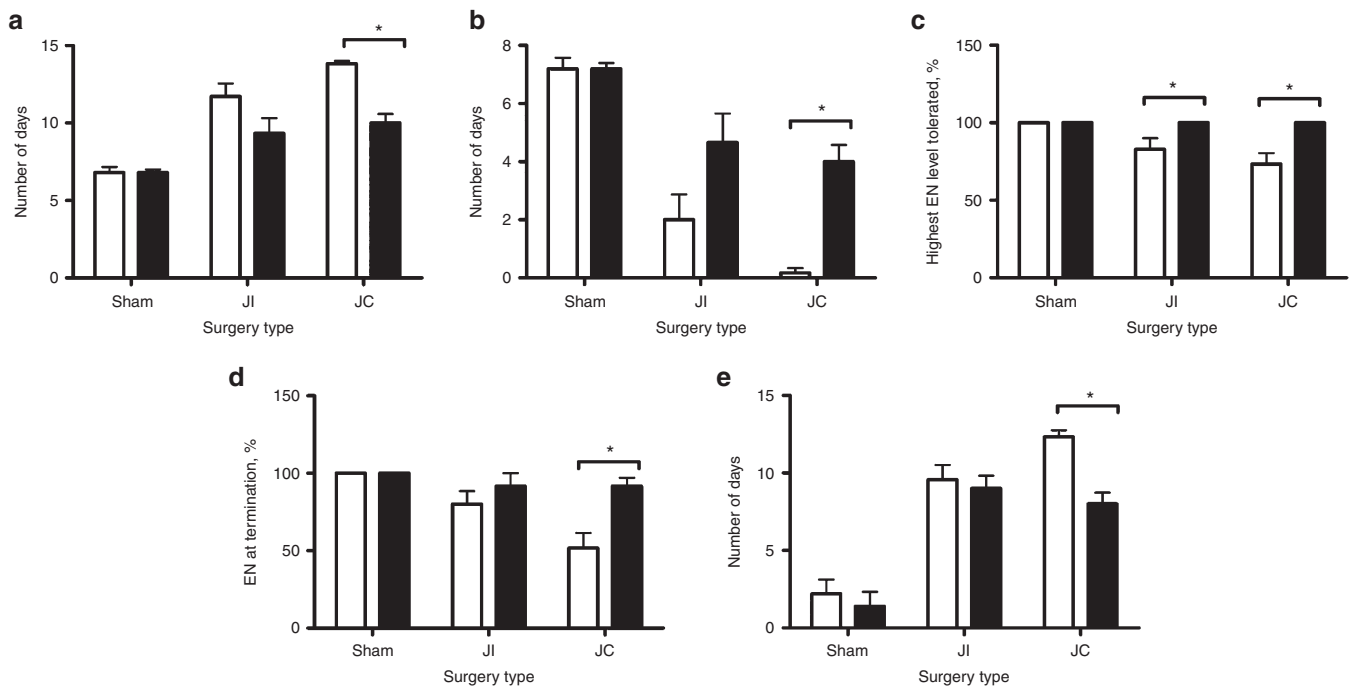 a
15
10
5
0
Number of days
*
Sham JI JC
Surgery type
b
8
6
4
2
0
Number of days
*
Sham JI JC
Surgery type
c
150
100
50
0
Highest EN level tolerated, %
* *
Sham JI JC
Surgery type
d
150
100
50
0
EN at termination, %
*
Sham JI JC
Surgery type
e
15
10
5
0
Number of days
*
Sham JI JC
Surgery type